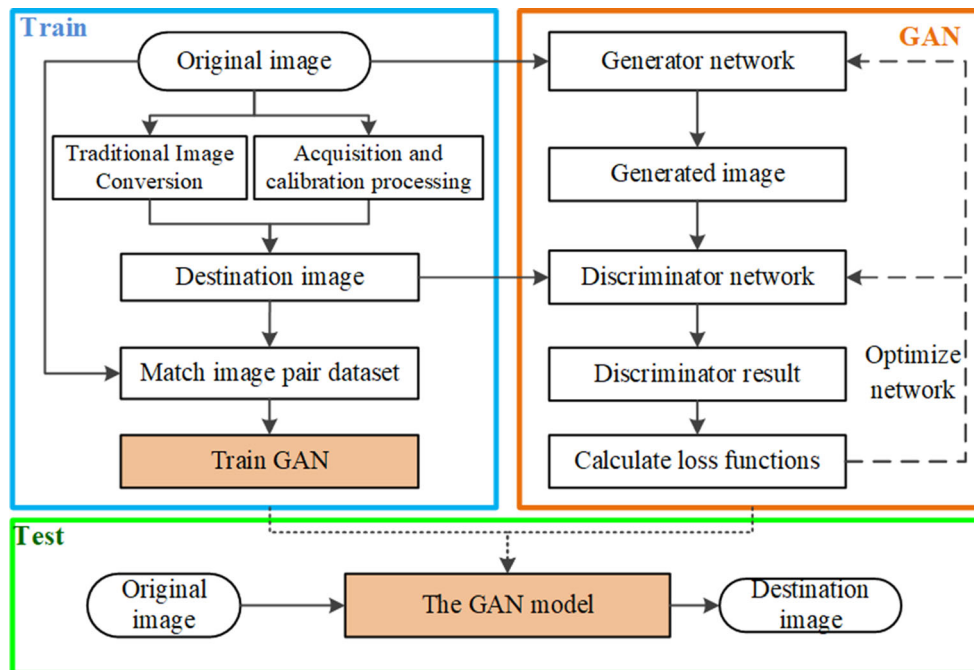 Train
Original image
Traditional Image
Conversion
Acquisition and
calibration processing
Destination image
Match image pair dataset
Train GAN
GAN
Generator network
Generated image
Discriminator network
Discriminator result
Optimize
network
Calculate loss functions
Test
Original
image
The GAN model
Destination
image